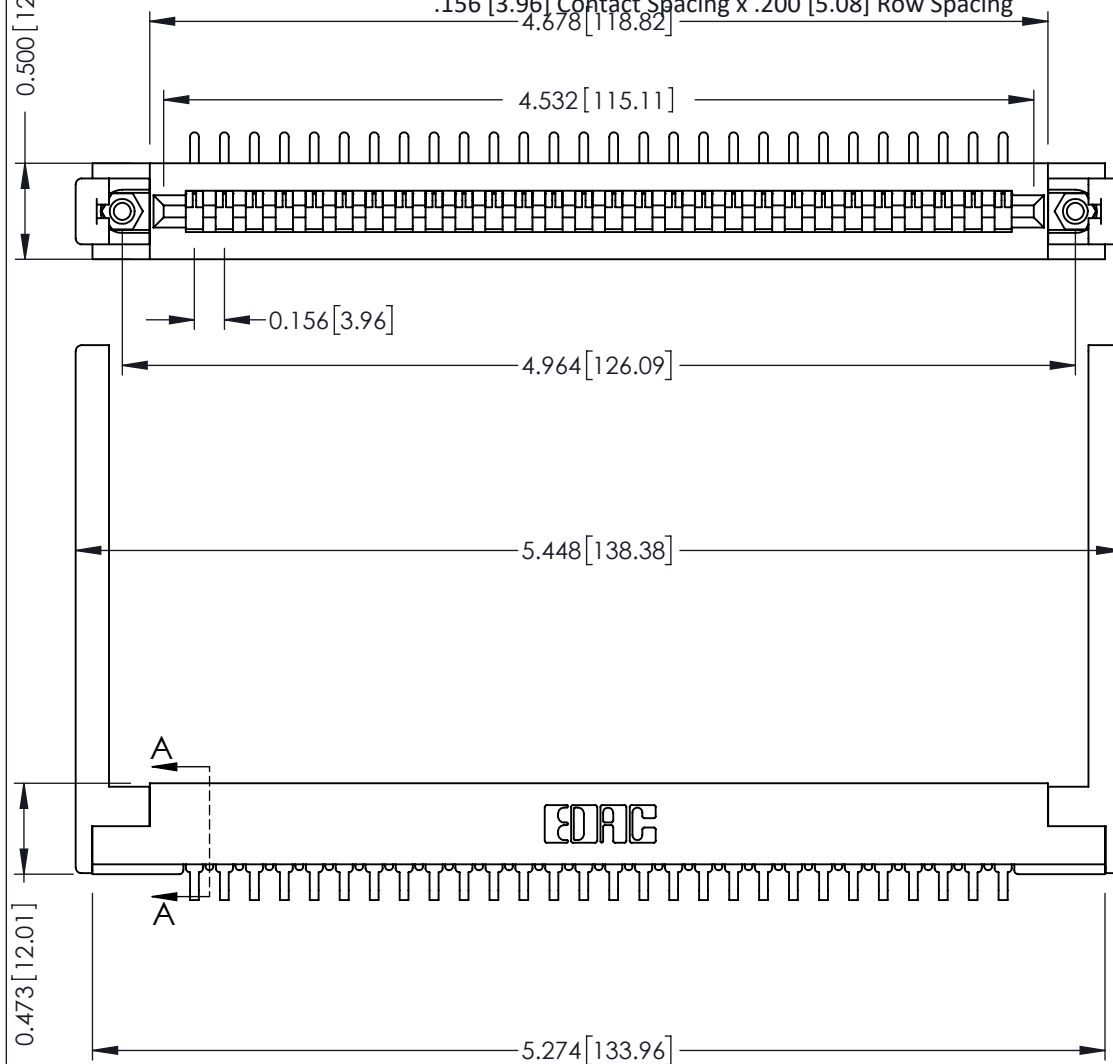 .156 [3.96] Contact Spacing x .200 [5.08] Row Spacing
4.678[118.82]
0.500[12
4.532[115.11]
0.156[3.96]
4.964[126.09]
5.448[138.38]
A
EDAC
A
0.473[12.01]
5.274[133.96]